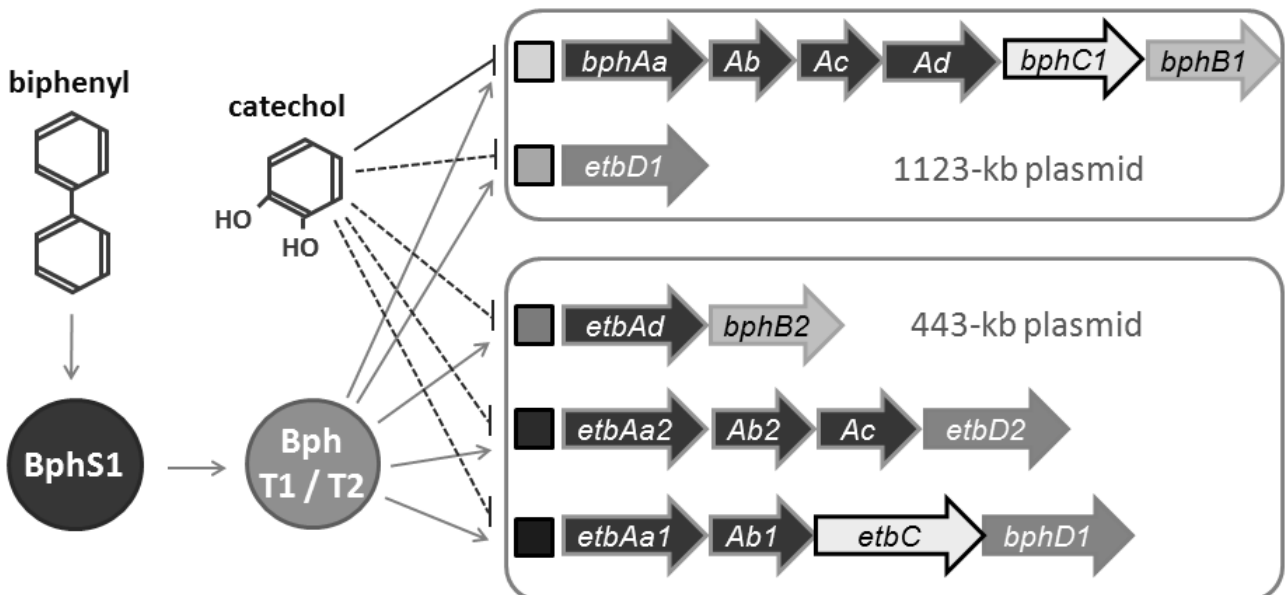 biphenyl
catechol
HO
HO
BphS1
Bph
T1 / T2
bphAa Ab Ac Ad bphC1 bphB1
etbD1
1123-kb plasmid
etbAd bphB2
443-kb plasmid
etbAa2 Ab2 Ac etbD2
etbAa1 Ab1 etbC bphD1